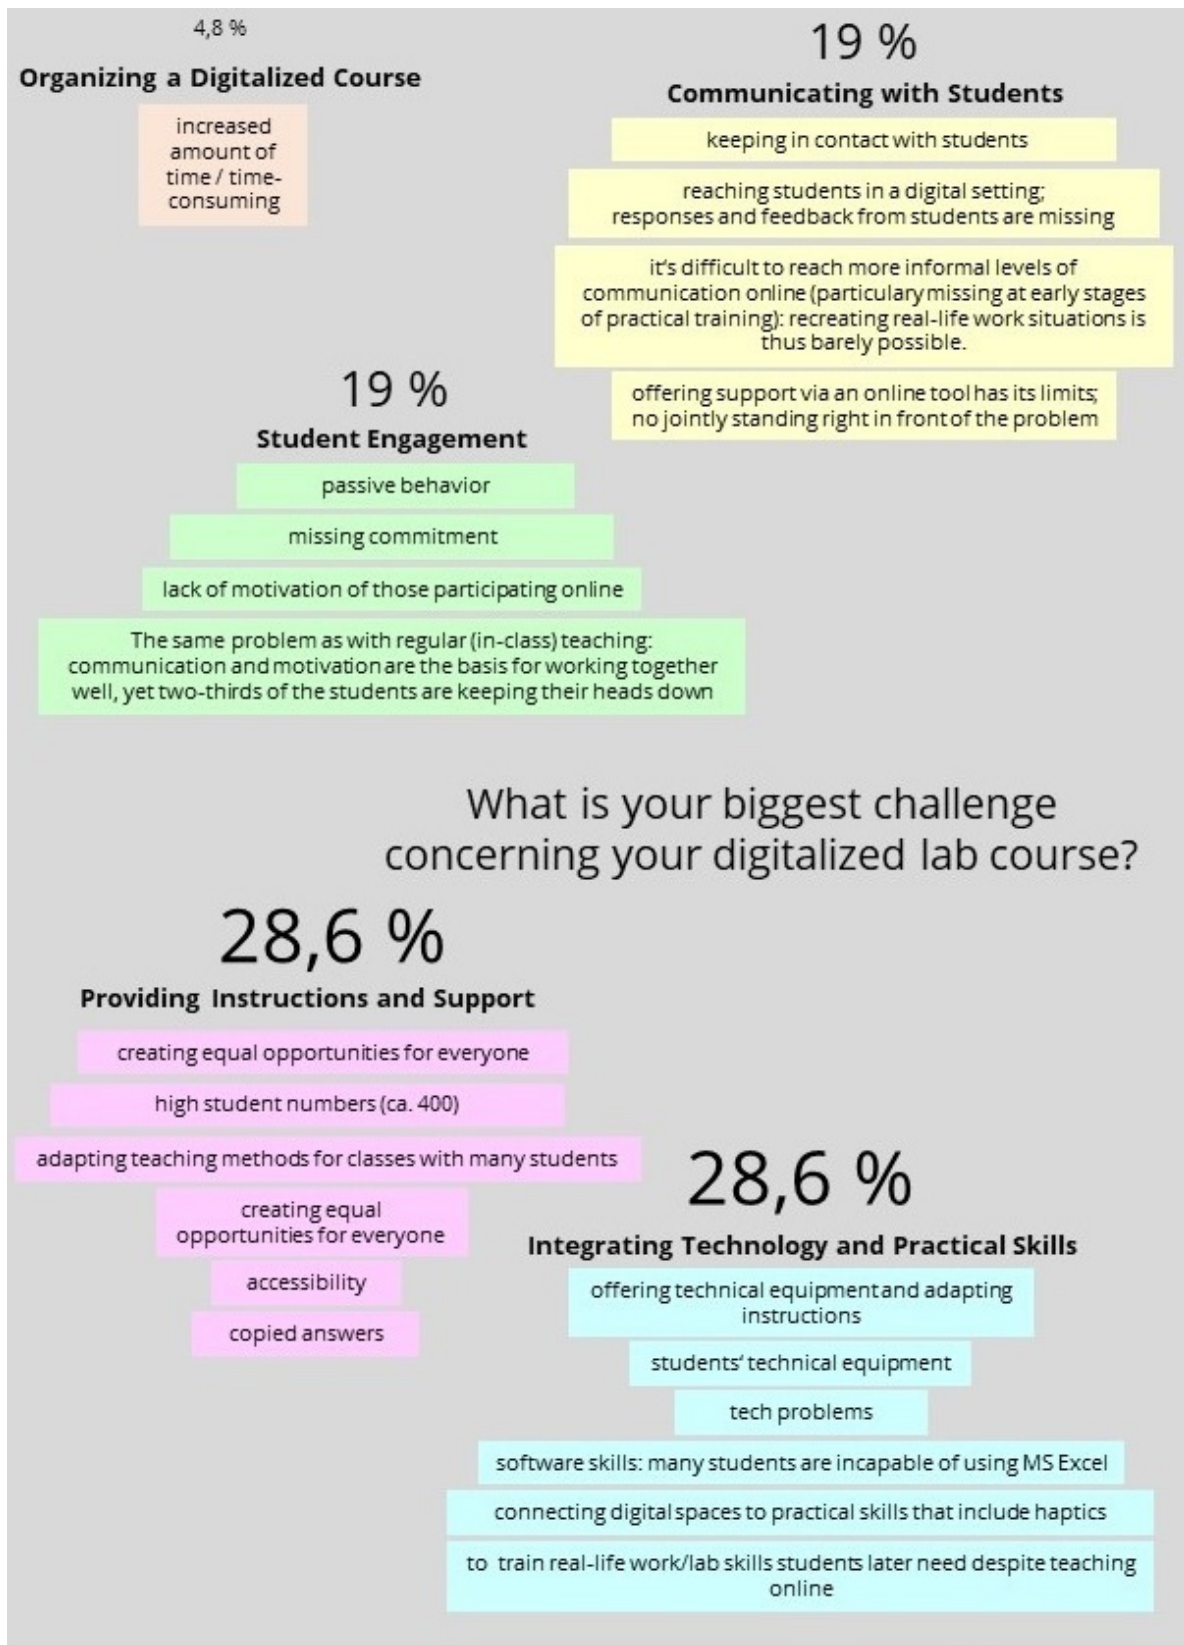 4,8 %
Organizing a Digitalized Course
increased
amount of
time / time-
consuming
19 %
Communicating with Students
keeping in contact with students
reaching students in a digital setting;
responses and feedback from students are missing
it's difficult to reach more informal levels of
communication online (particulary missing at early stages
of practical training): recreating real-life work situations is
thus barely possible.
offering support via an online tool has its limits;
no jointly standing right in front of the problem
19 %
Student Engagement
passive behavior
missing commitment
lack of motivation of those participating online
The same problem as with regular (in-class) teaching:
communication and motivation are the basis for working together
well, yet two-thirds of the students are keeping their heads down
What is your biggest challenge
concerning your digitalized lab course?
28,6 %
Providing Instructions and Support
creating equal opportunities for everyone
high student numbers (ca. 400)
adapting teaching methods for classes with many students
creating equal
opportunities for everyone
accessibility
copied answers
28,6 %
Integrating Technology and Practical Skills
offering technical equipment and adapting
instructions
students' technical equipment
tech problems
software skills: many students are incapable of using MS Excel
connecting digital spaces to practical skills that include haptics
to train real-life work/lab skills students later need despite teaching
online